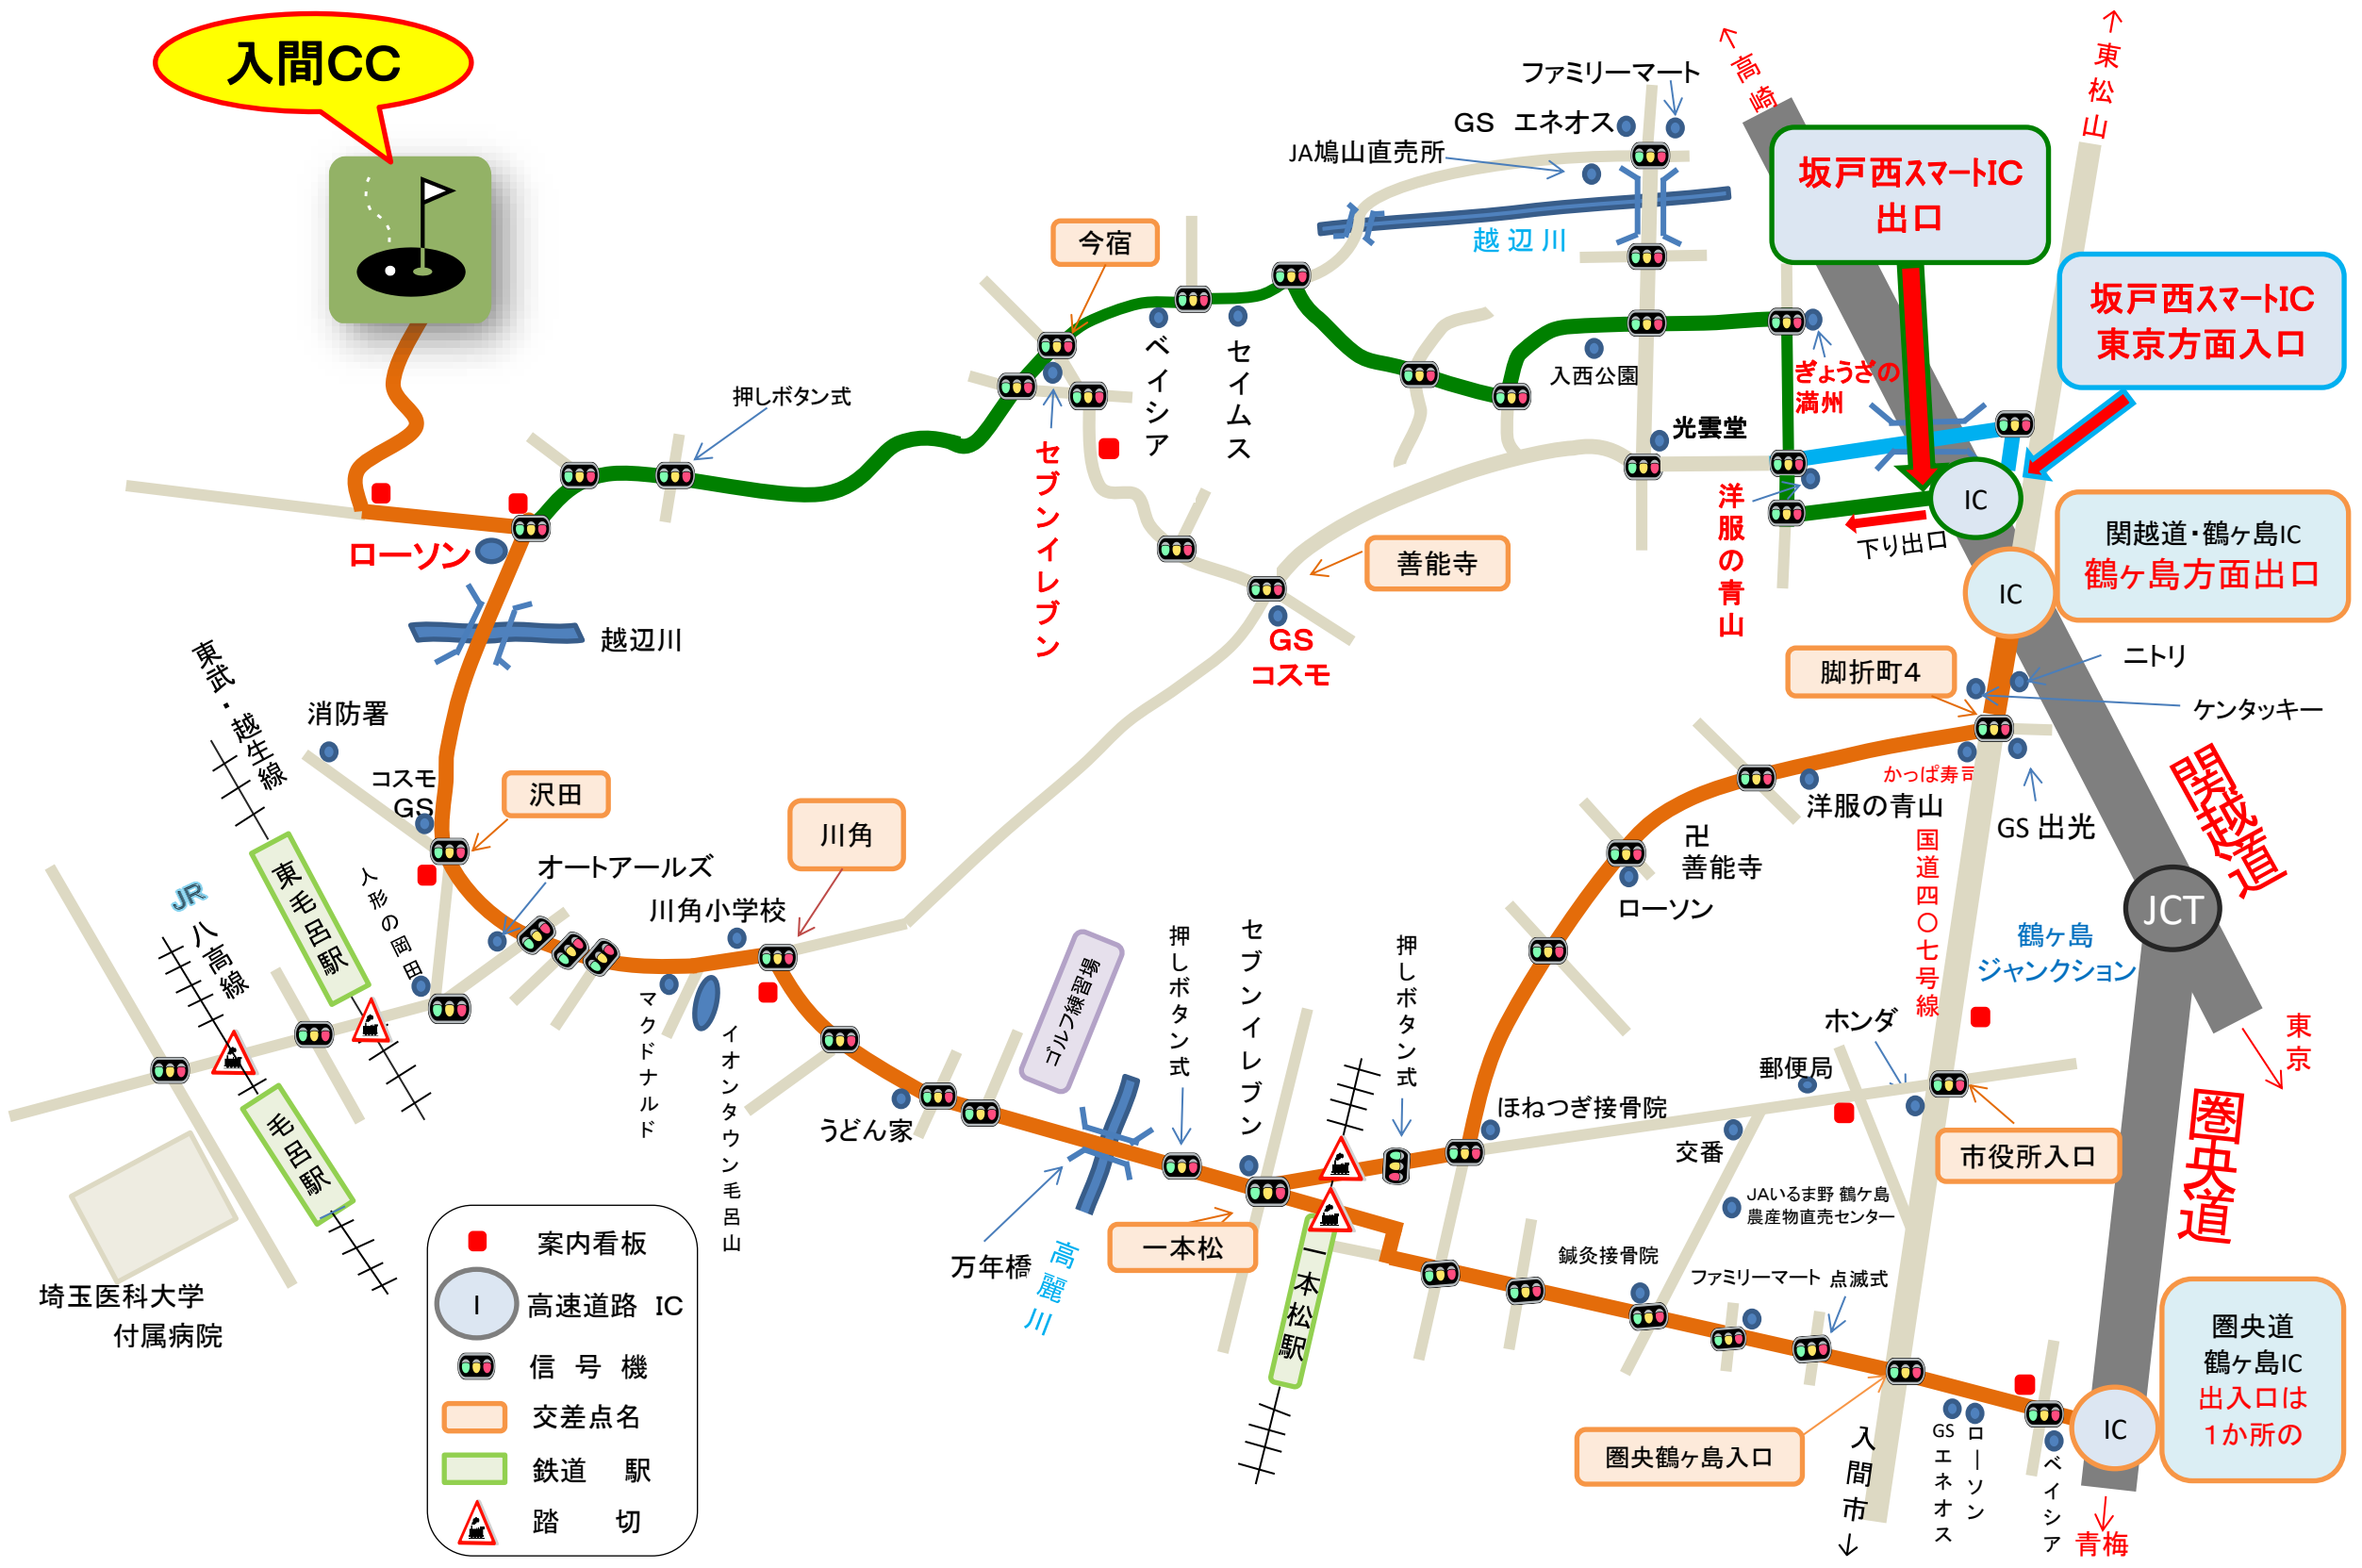 入間CC
ファミリーマート
GS エネオス
JA鳩山直売所
越辺川
↑高崎
↑東松山
坂戸西スマートIC
出口
坂戸西スマートIC
東京方面入口
今宿
ベイシア
セイムス
入西公園
ぎょうざの
満州
光雲堂
押しボタン式
セブンイレブン
洋服の青山
IC
下り出口
ローソン
善能寺
GS
コスモ
関越道・鶴ヶ島IC
鶴ヶ島方面出口
IC
越辺川
東武・越生線
消防署
コスモ
GS
沢田
脚折町4
ニトリ
ケンタッキー
かっぱ寿司
洋服の青山
GS 出光
関越道
卍
善能寺
ローソン
国道四〇七号線
JCT
鶴ヶ島
ジャンクション
川角
オートアールズ
川角小学校
人形の岡田
東毛呂駅
JR
八高線
毛呂駅
埼玉医科大学
付属病院
マクドナルド
イオンタウン毛呂山
うどん家
ゴルフ練習場
押しボタン式
セブンイレブン
押しボタン式
ほねつぎ接骨院
ホンダ
郵便局
交番
市役所入口
東京
圏央道
JAいるま野 鶴ケ島
農産物直売センター
万年橋
高麗川
一本松
一本松駅
鍼灸接骨院
ファミリーマート
点滅式
圏央鶴ヶ島入口
入間市↓
GSエネオス
ローソン
ベイシア
IC
圏央道
鶴ヶ島IC
出入口は
1か所の
青梅
案内看板
I
高速道路 IC
信 号 機
交差点名
鉄道 駅
踏 切